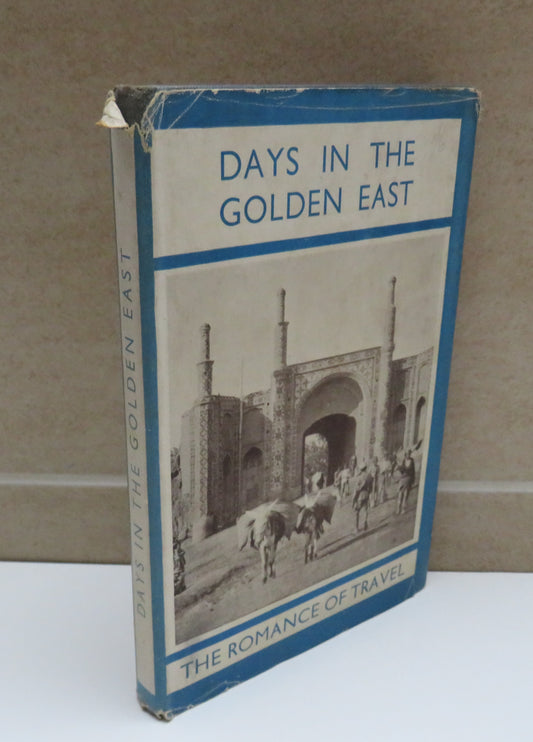 DAYS IN THE
GOLDEN EAST
THE ROMANCE OF TRAVEL
DAYS IN THE GOLDEN EAST